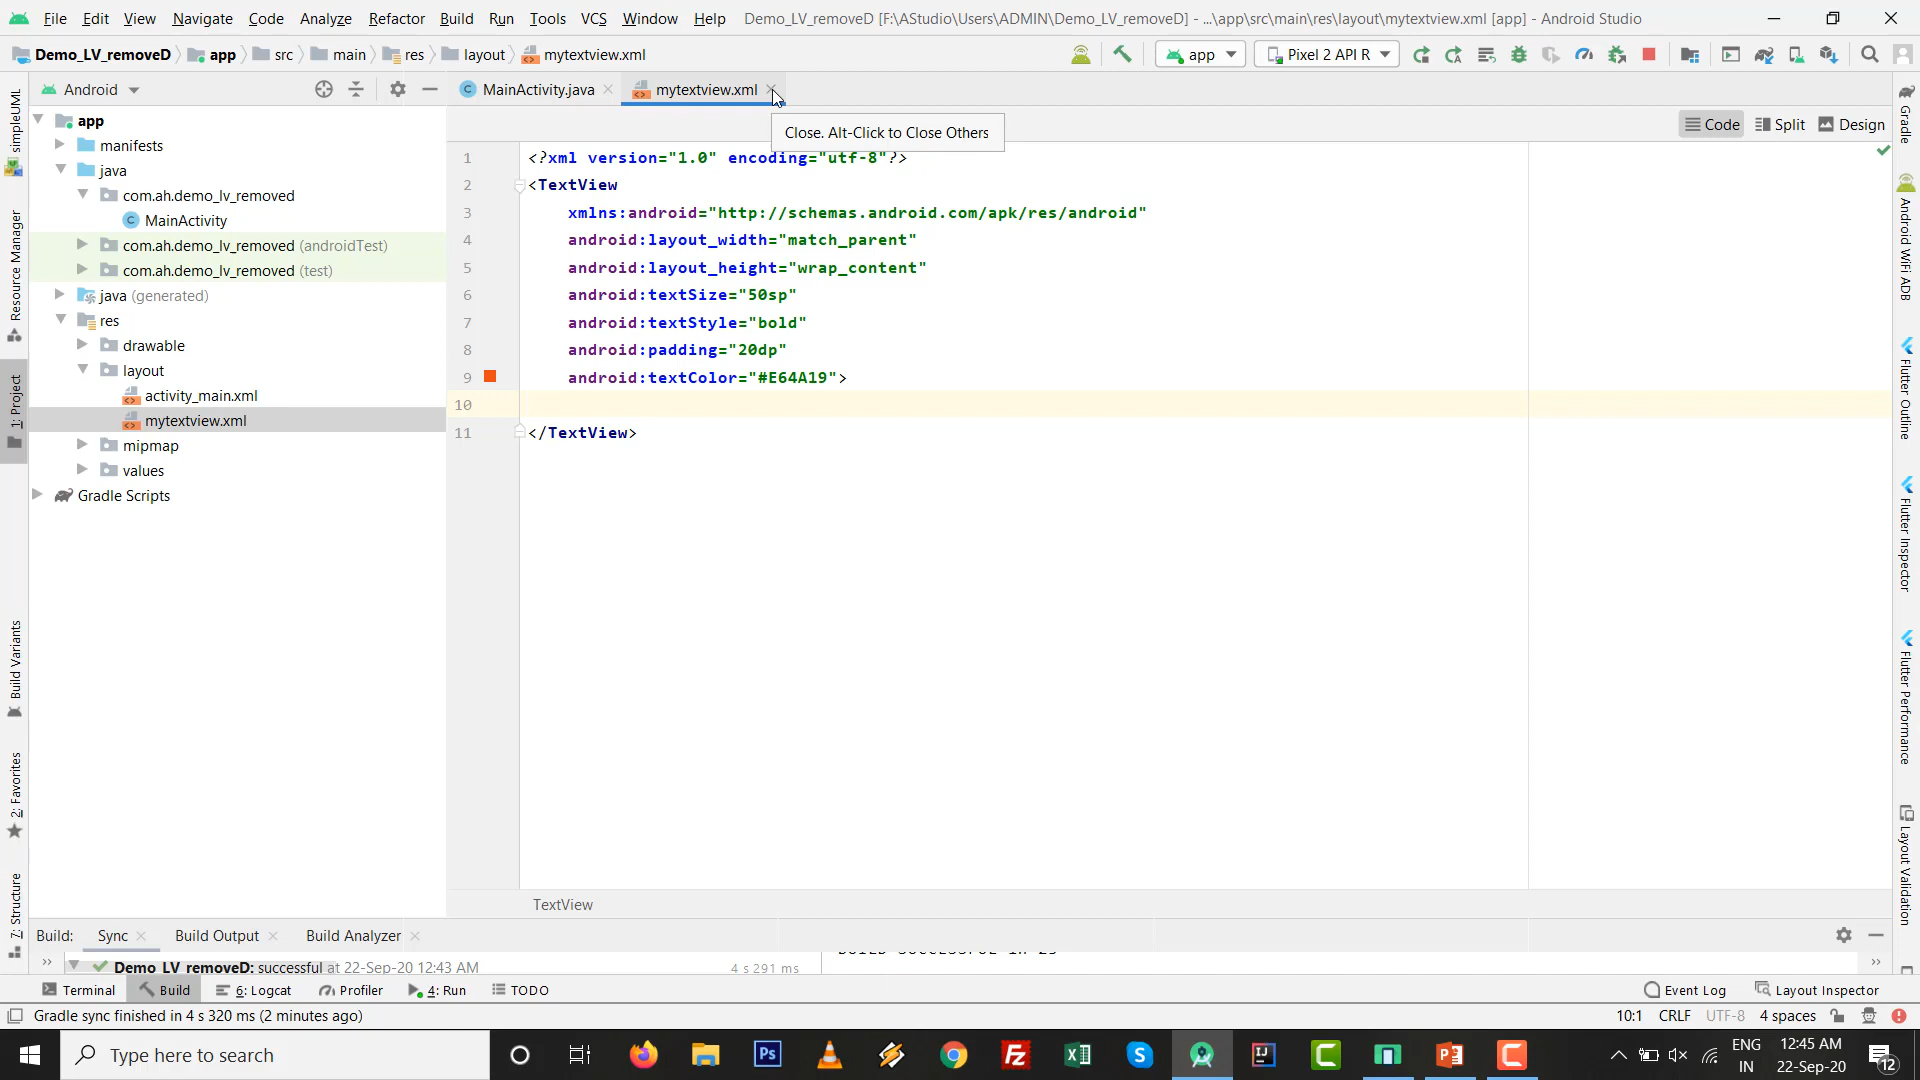 File Edit View Navigate Code Analyze Refactor Build Run Tools VCS Window Help Demo_LV_removeD [F:\AStudio\Users\ADMIN\Demo_LV_removeD] - ...\app\src\main\res\layout\mytextview.xml [app] - Android Studio
Demo_LV_removeD app src main res layout mytextview.xml app Pixel 2 API R
Android MainActivity.java mytextview.xml
Close. Alt-Click to Close Others
Code Split Design
app
manifests
java
com.ah.demo_lv_removed
MainActivity
com.ah.demo_lv_removed (androidTest)
com.ah.demo_lv_removed (test)
java (generated)
res
drawable
layout
activity_main.xml
mytextview.xml
mipmap
values
Gradle Scripts
1 <?xml version="1.0" encoding="utf-8"?>
2 <TextView
3 xmlns:android="http://schemas.android.com/apk/res/android"
4 android:layout_width="match_parent"
5 android:layout_height="wrap_content"
6 android:textSize="50sp"
7 android:textStyle="bold"
8 android:padding="20dp"
9 android:textColor="#E64A19">
10
11 </TextView>
TextView
simpleUML
Resource Manager
1: Project
Build Variants
2: Favorites
7: Structure
Gradle
Android WiFi ADB
Flutter Outline
Flutter Inspector
Flutter Performance
Layout Validation
Build: Sync Build Output Build Analyzer
Demo_LV_removeD: successful at 22-Sep-20 12:43 AM 4 s 291 ms
Terminal Build 6: Logcat Profiler 4: Run TODO Event Log Layout Inspector
Gradle sync finished in 4 s 320 ms (2 minutes ago) 10:1 CRLF UTF-8 4 spaces
Type here to search
ENG
IN
12:45 AM
22-Sep-20
12